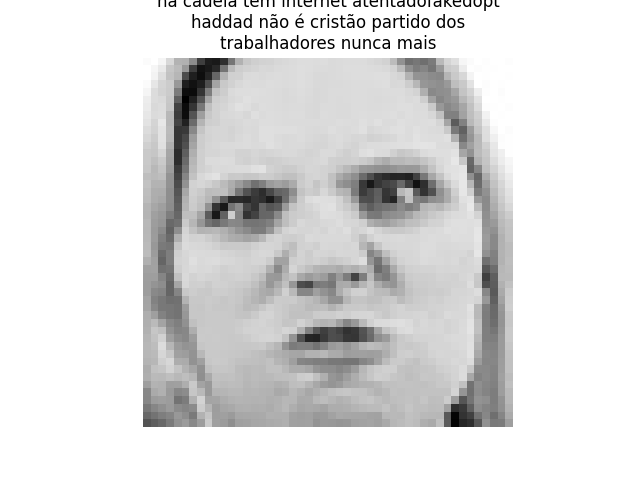 na cadeia tem internet atentadofakedopt
haddad não é cristão partido dos
trabalhadores nunca mais